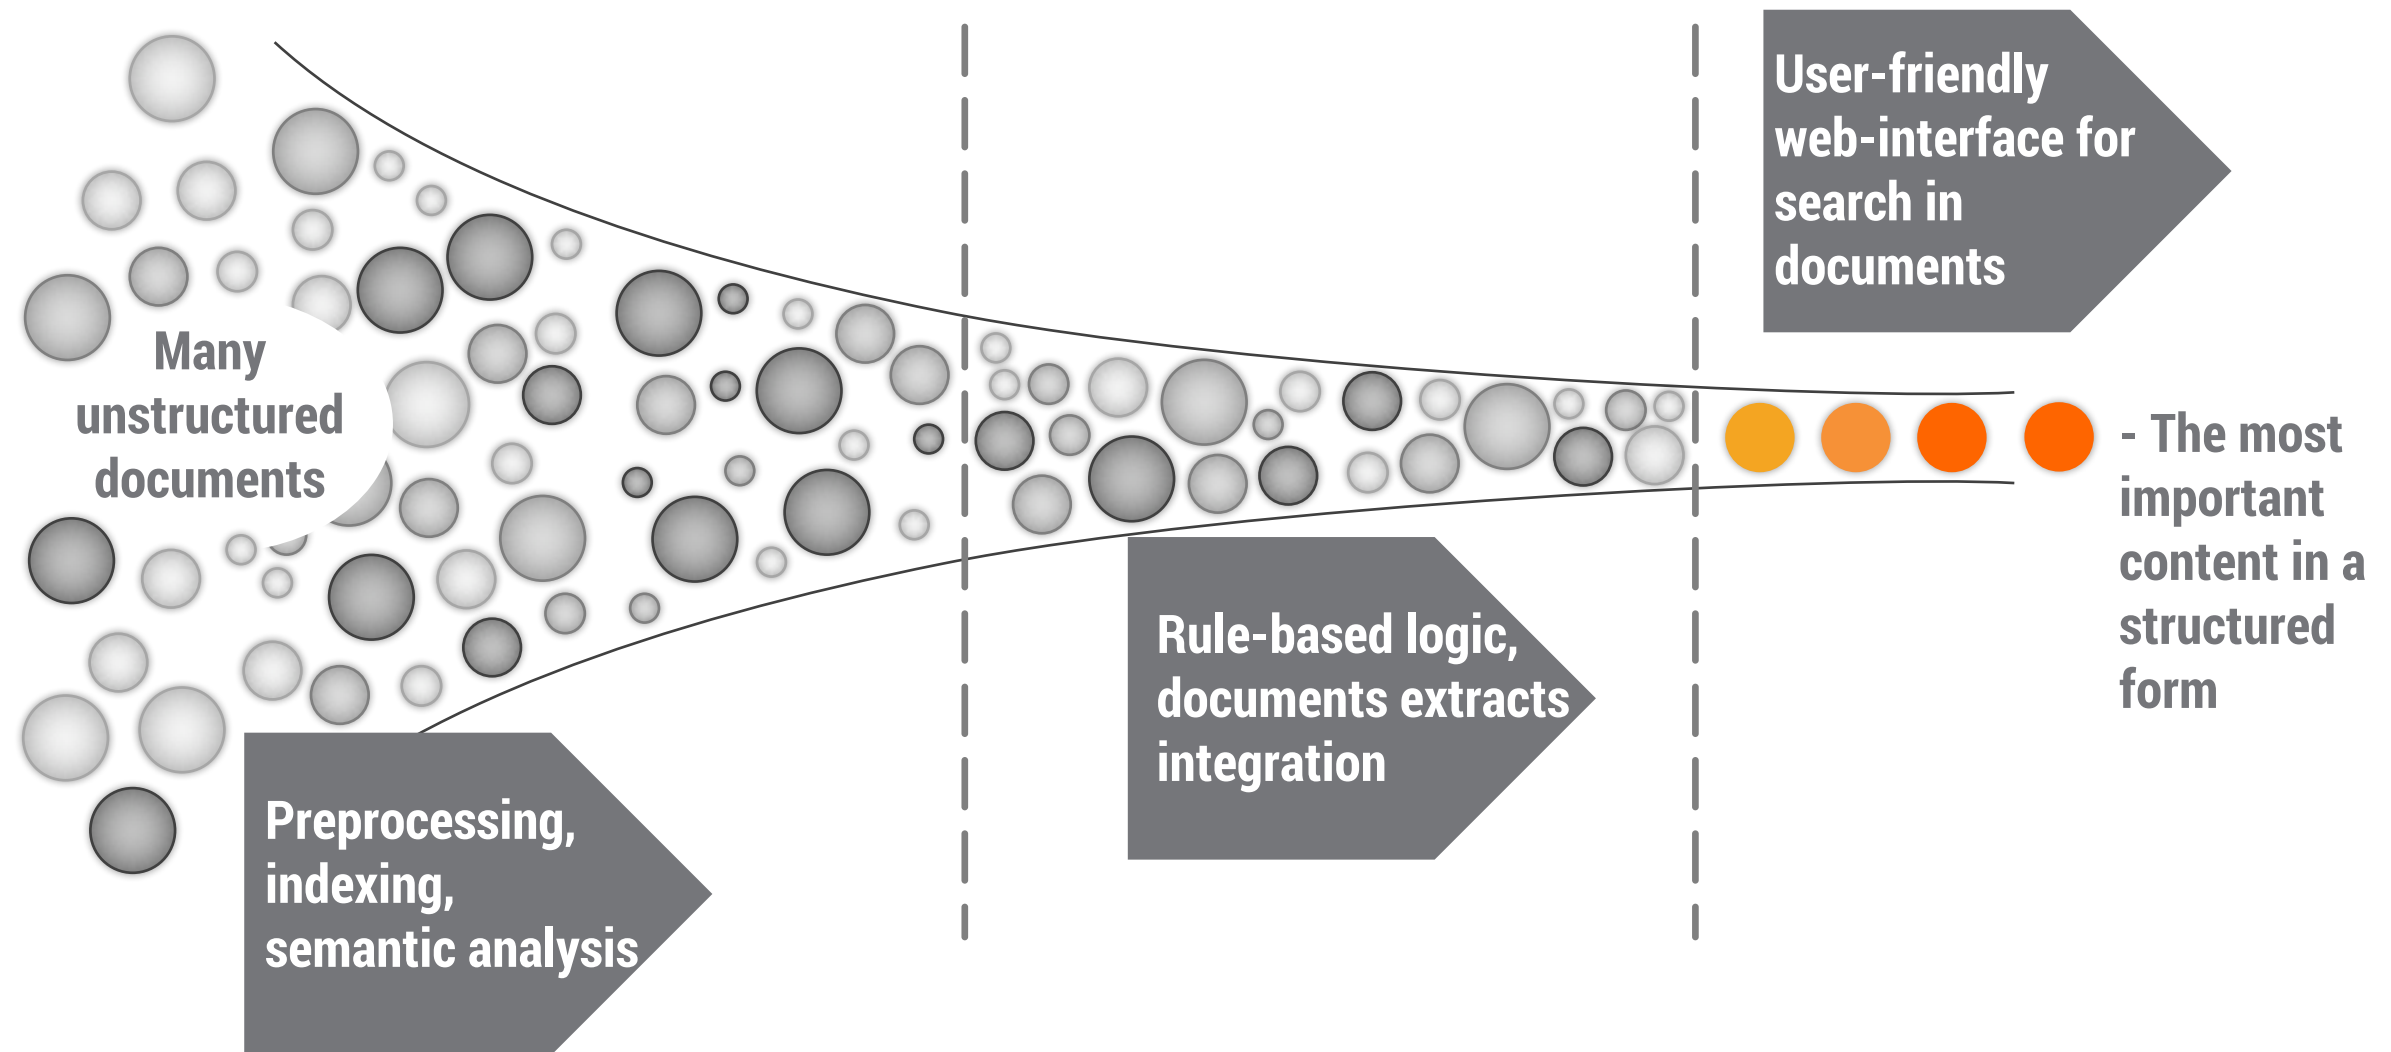 Many
unstructured
documents
Preprocessing,
indexing,
semantic analysis
Rule-based logic,
documents extracts
integration
User-friendly
web-interface for
search in
documents
- The most
important
content in a
structured
form